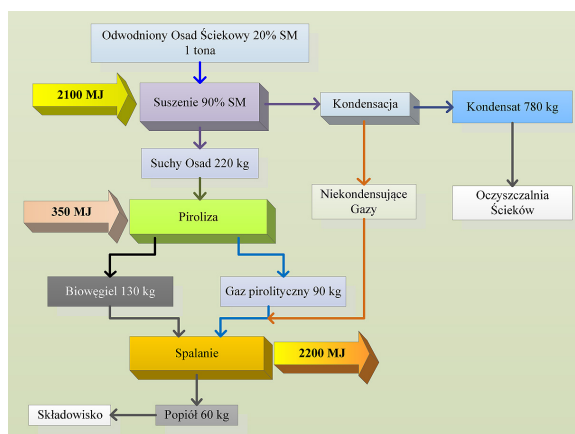 Odwodniony Osad Ściekowy 20% SM
1 tona
2100 MJ
Suszenie 90% SM
Kondensacja
Kondensat 780 kg
Suchy Osad 220 kg
Niekondensujące
Gazy
Oczyszczalnia
Ścieków
350 MJ
Piroliza
Biowęgiel 130 kg
Gaz pirolityczny 90 kg
Spalanie
2200 MJ
Składowisko
Popiół 60 kg